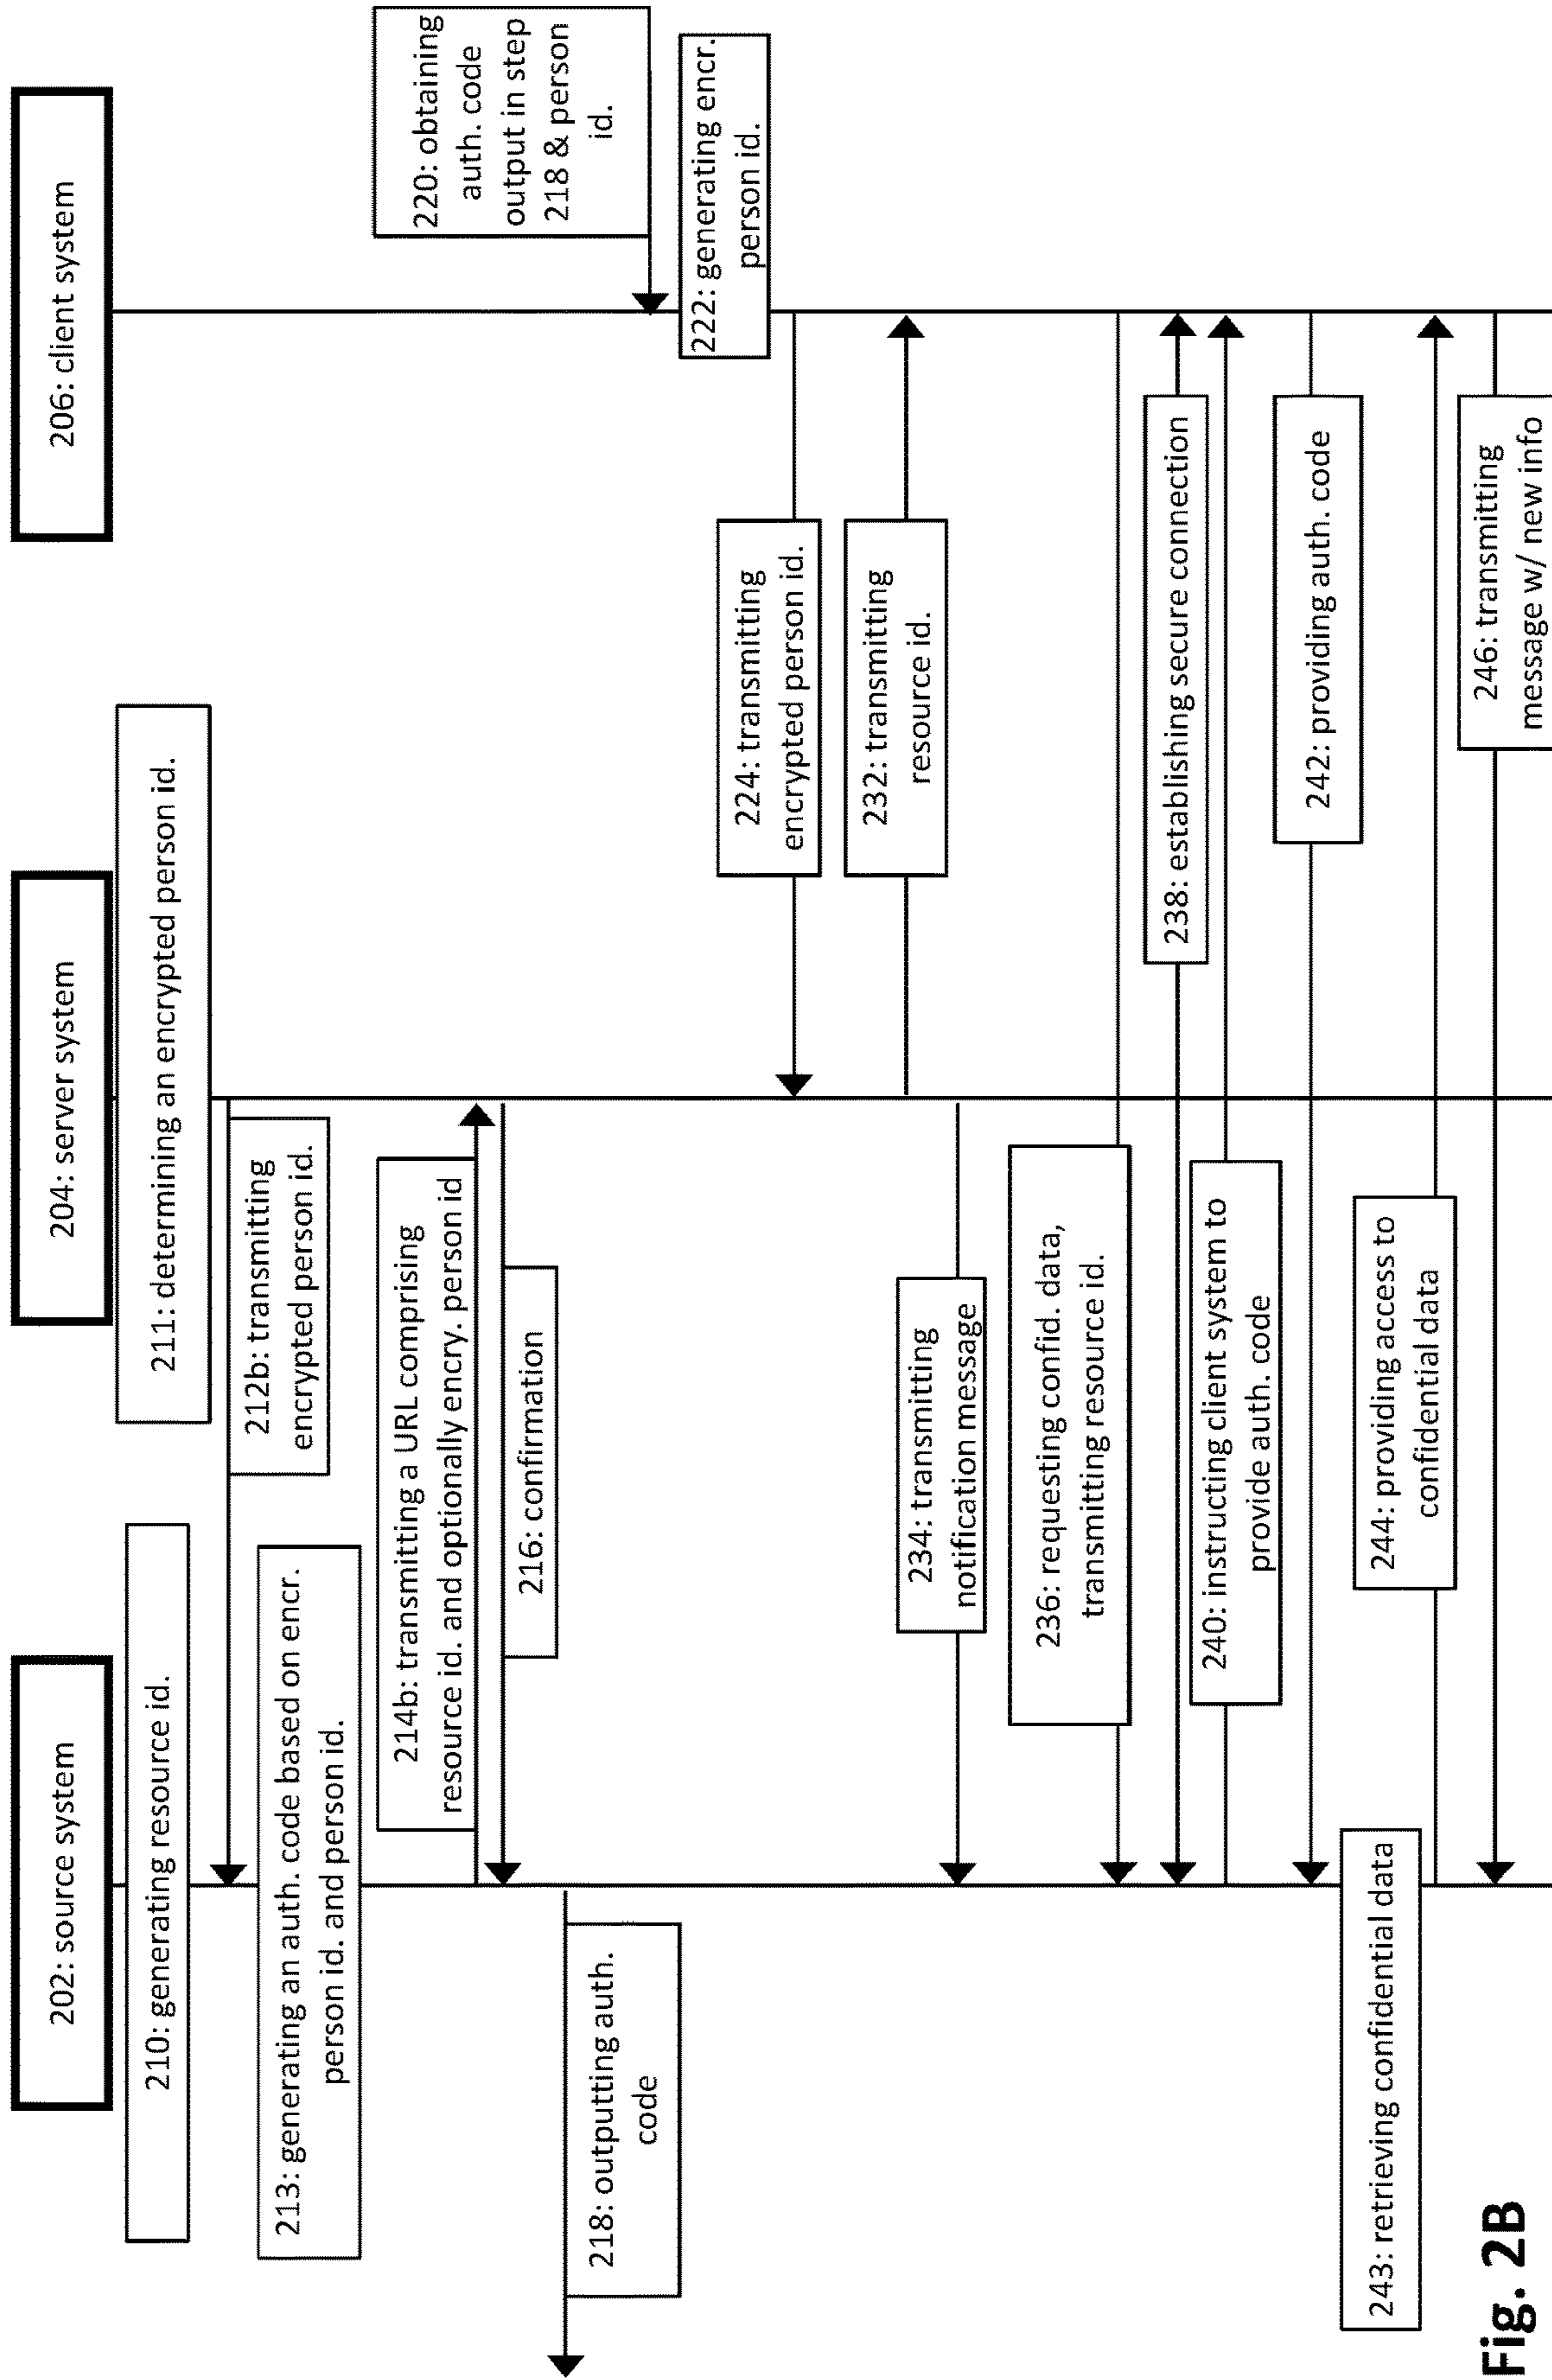 202: source system
204: server system
206: client system
210: generating resource id.
211: determining an encrypted person id.
212b: transmitting
encrypted person id.
213: generating an auth. code based on encr.
person id. and person id.
214b: transmitting a URL comprising
resource id. and optionally encry. person id
216: confirmation
218: outputting auth.
code
220: obtaining
auth. code
output in step
218 & person
id.
222: generating encr.
person id.
224: transmitting
encrypted person id.
232: transmitting
resource id.
234: transmitting
notification message
236: requesting confid. data,
transmitting resource id.
238: establishing secure connection
240: instructing client system to
provide auth. code
242: providing auth. code
243: retrieving confidential data
244: providing access to
confidential data
246: transmitting
message w/ new info
Fig. 2B